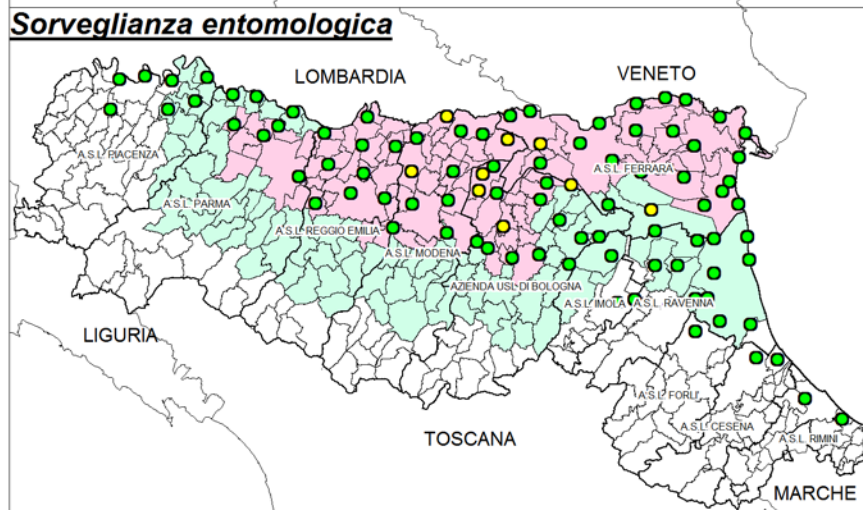 Sorveglianza entomologica
LOMBARDIA
VENETO
A.S.L. PIACENZA
A.S.L. FERRARA
A.S.L. PARMA
A.S.L. REGGIO EMILIA
A.S.L. MODENA
AZIENDA USL DI BOLOGNA
A.S.L. IMOLA
A.S.L. RAVENNA
LIGURIA
A.S.L. FORLI'
A.S.L. CESENA
TOSCANA
A.S.L. RIMINI
MARCHE